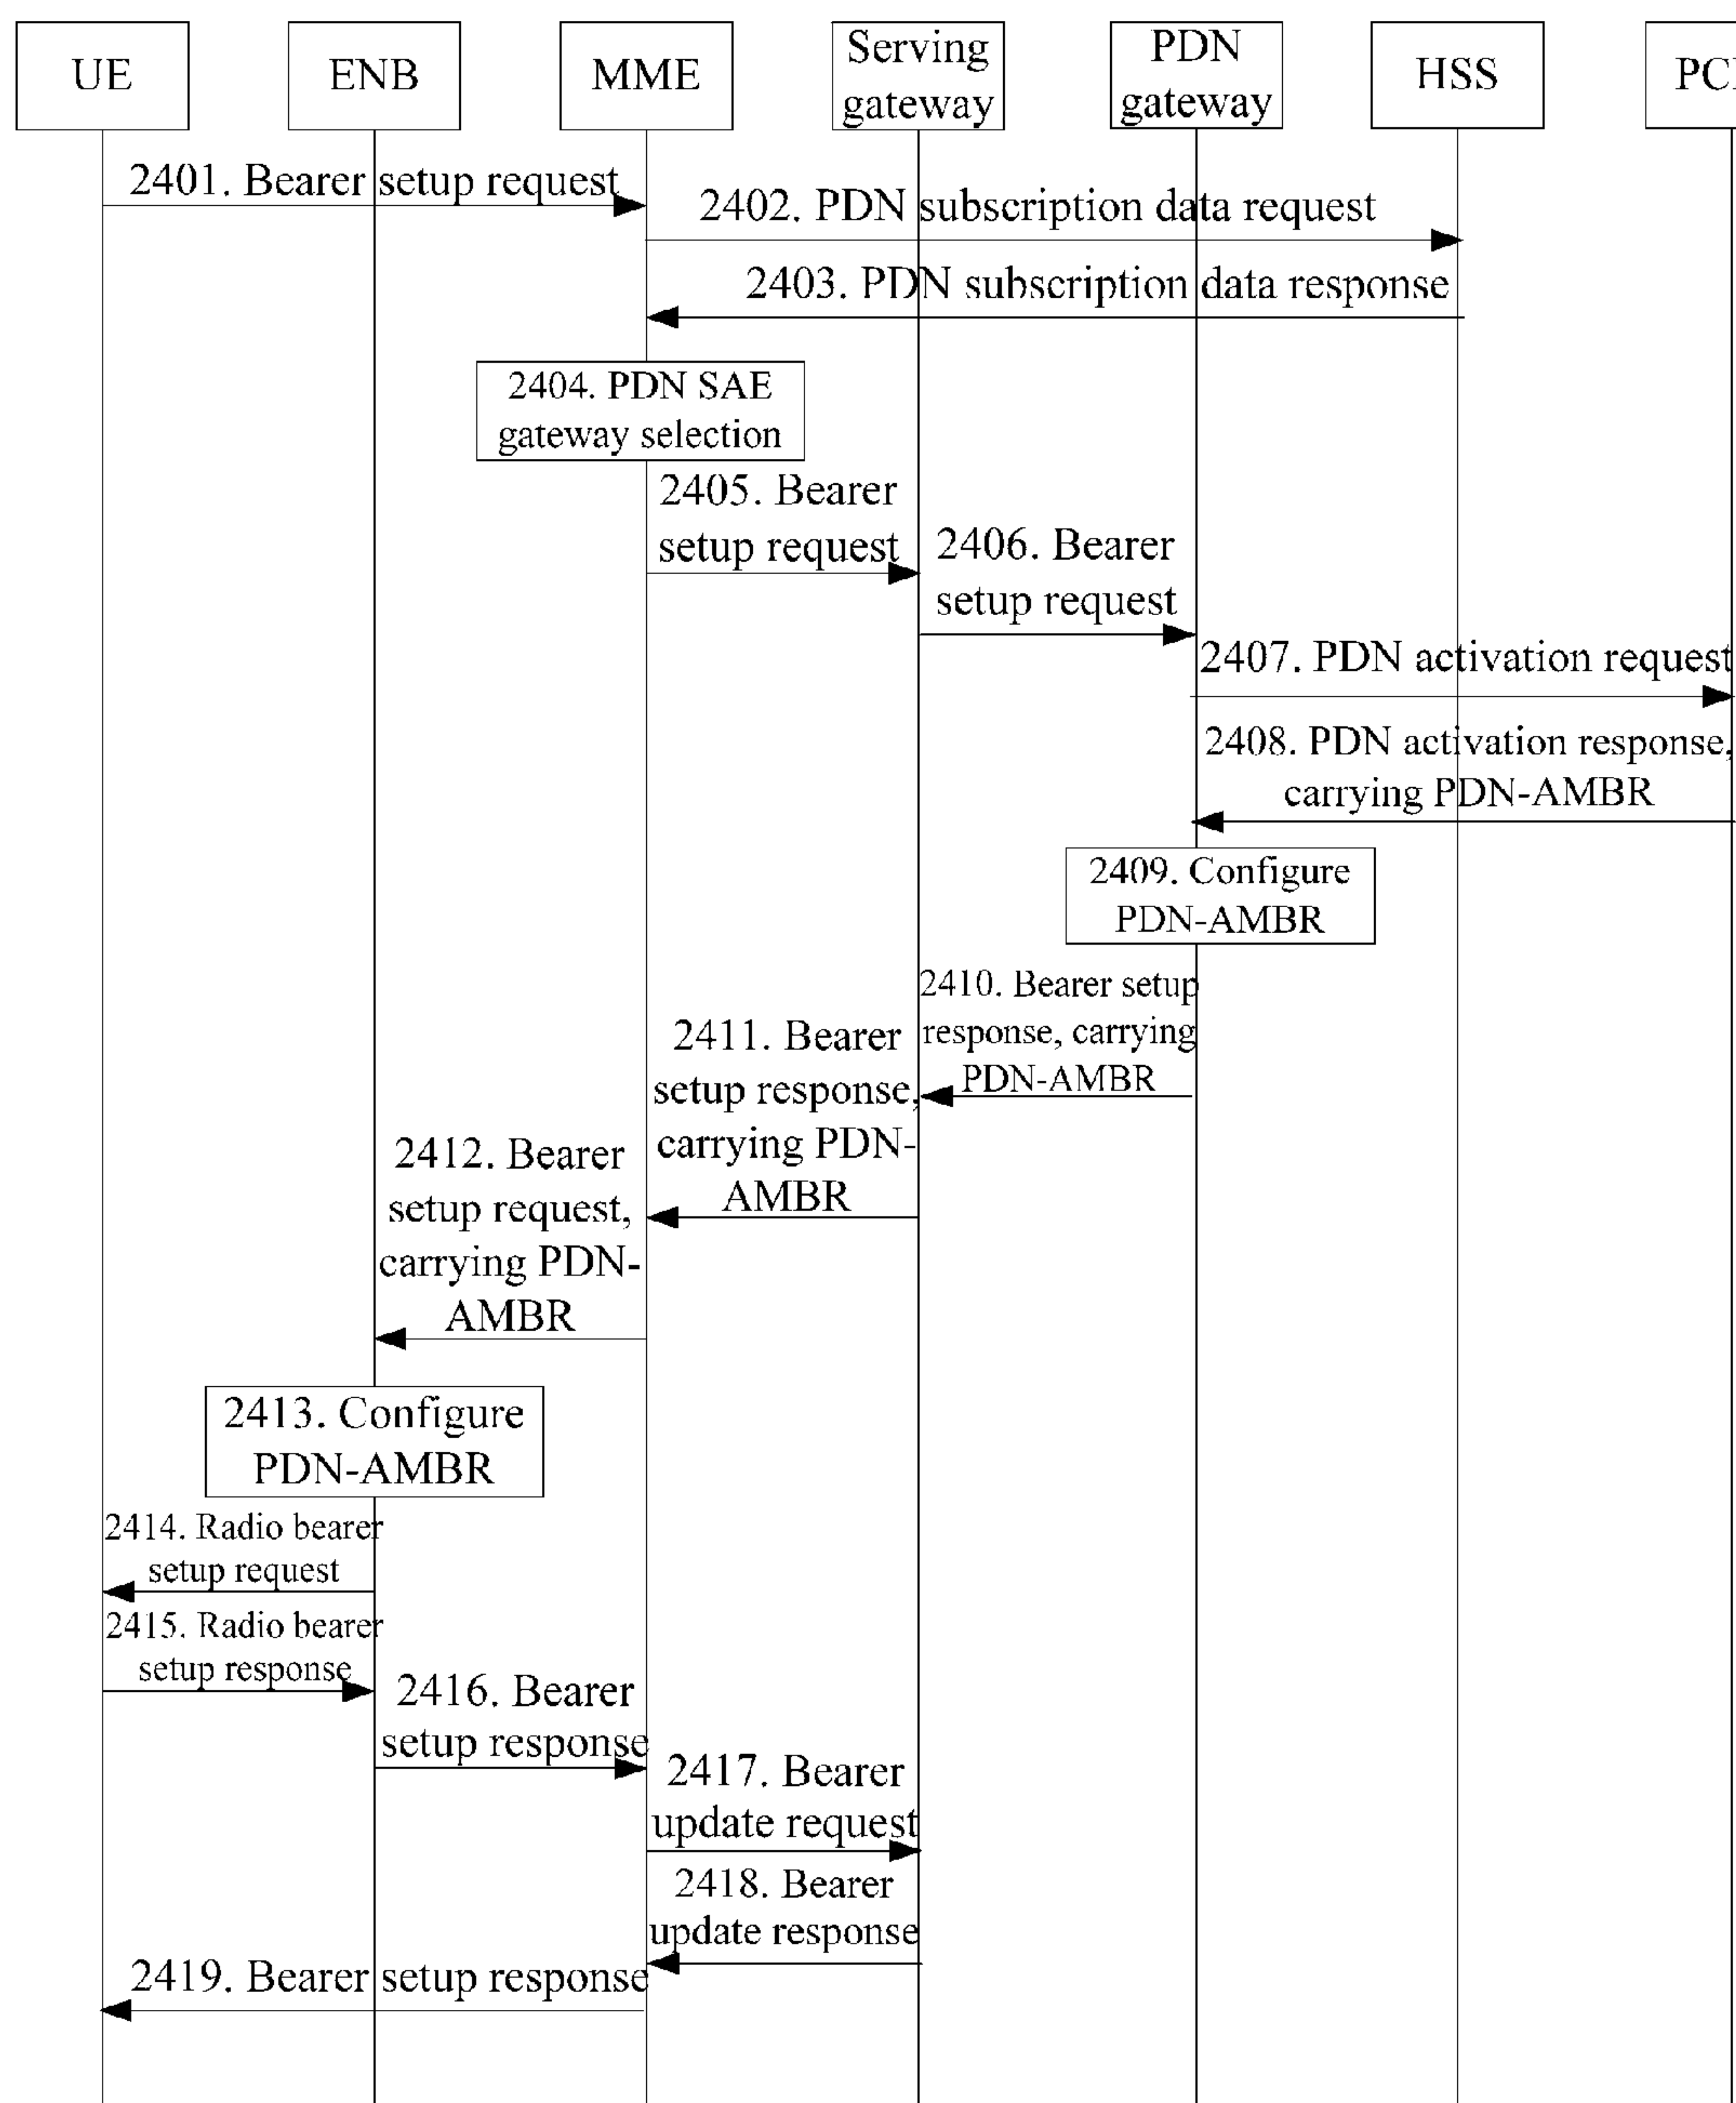 UE
ENB
MME
Serving
gateway
PDN
gateway
HSS
2401. Bearer setup request
2402. PDN subscription data request
2403. PDN subscription data response
2404. PDN SAE
gateway selection
2405. Bearer
setup request
2406. Bearer
setup request
2407. PDN activation request
2408. PDN activation response,
carrying PDN-AMBR
2409. Configure
PDN-AMBR
2410. Bearer setup
response, carrying
PDN-AMBR
2411. Bearer
setup response,
carrying PDN-
AMBR
2412. Bearer
setup request,
carrying PDN-
AMBR
2413. Configure
PDN-AMBR
2414. Radio bearer
setup request
2415. Radio bearer
setup response
2416. Bearer
setup response
2417. Bearer
update request
2418. Bearer
update response
2419. Bearer setup response